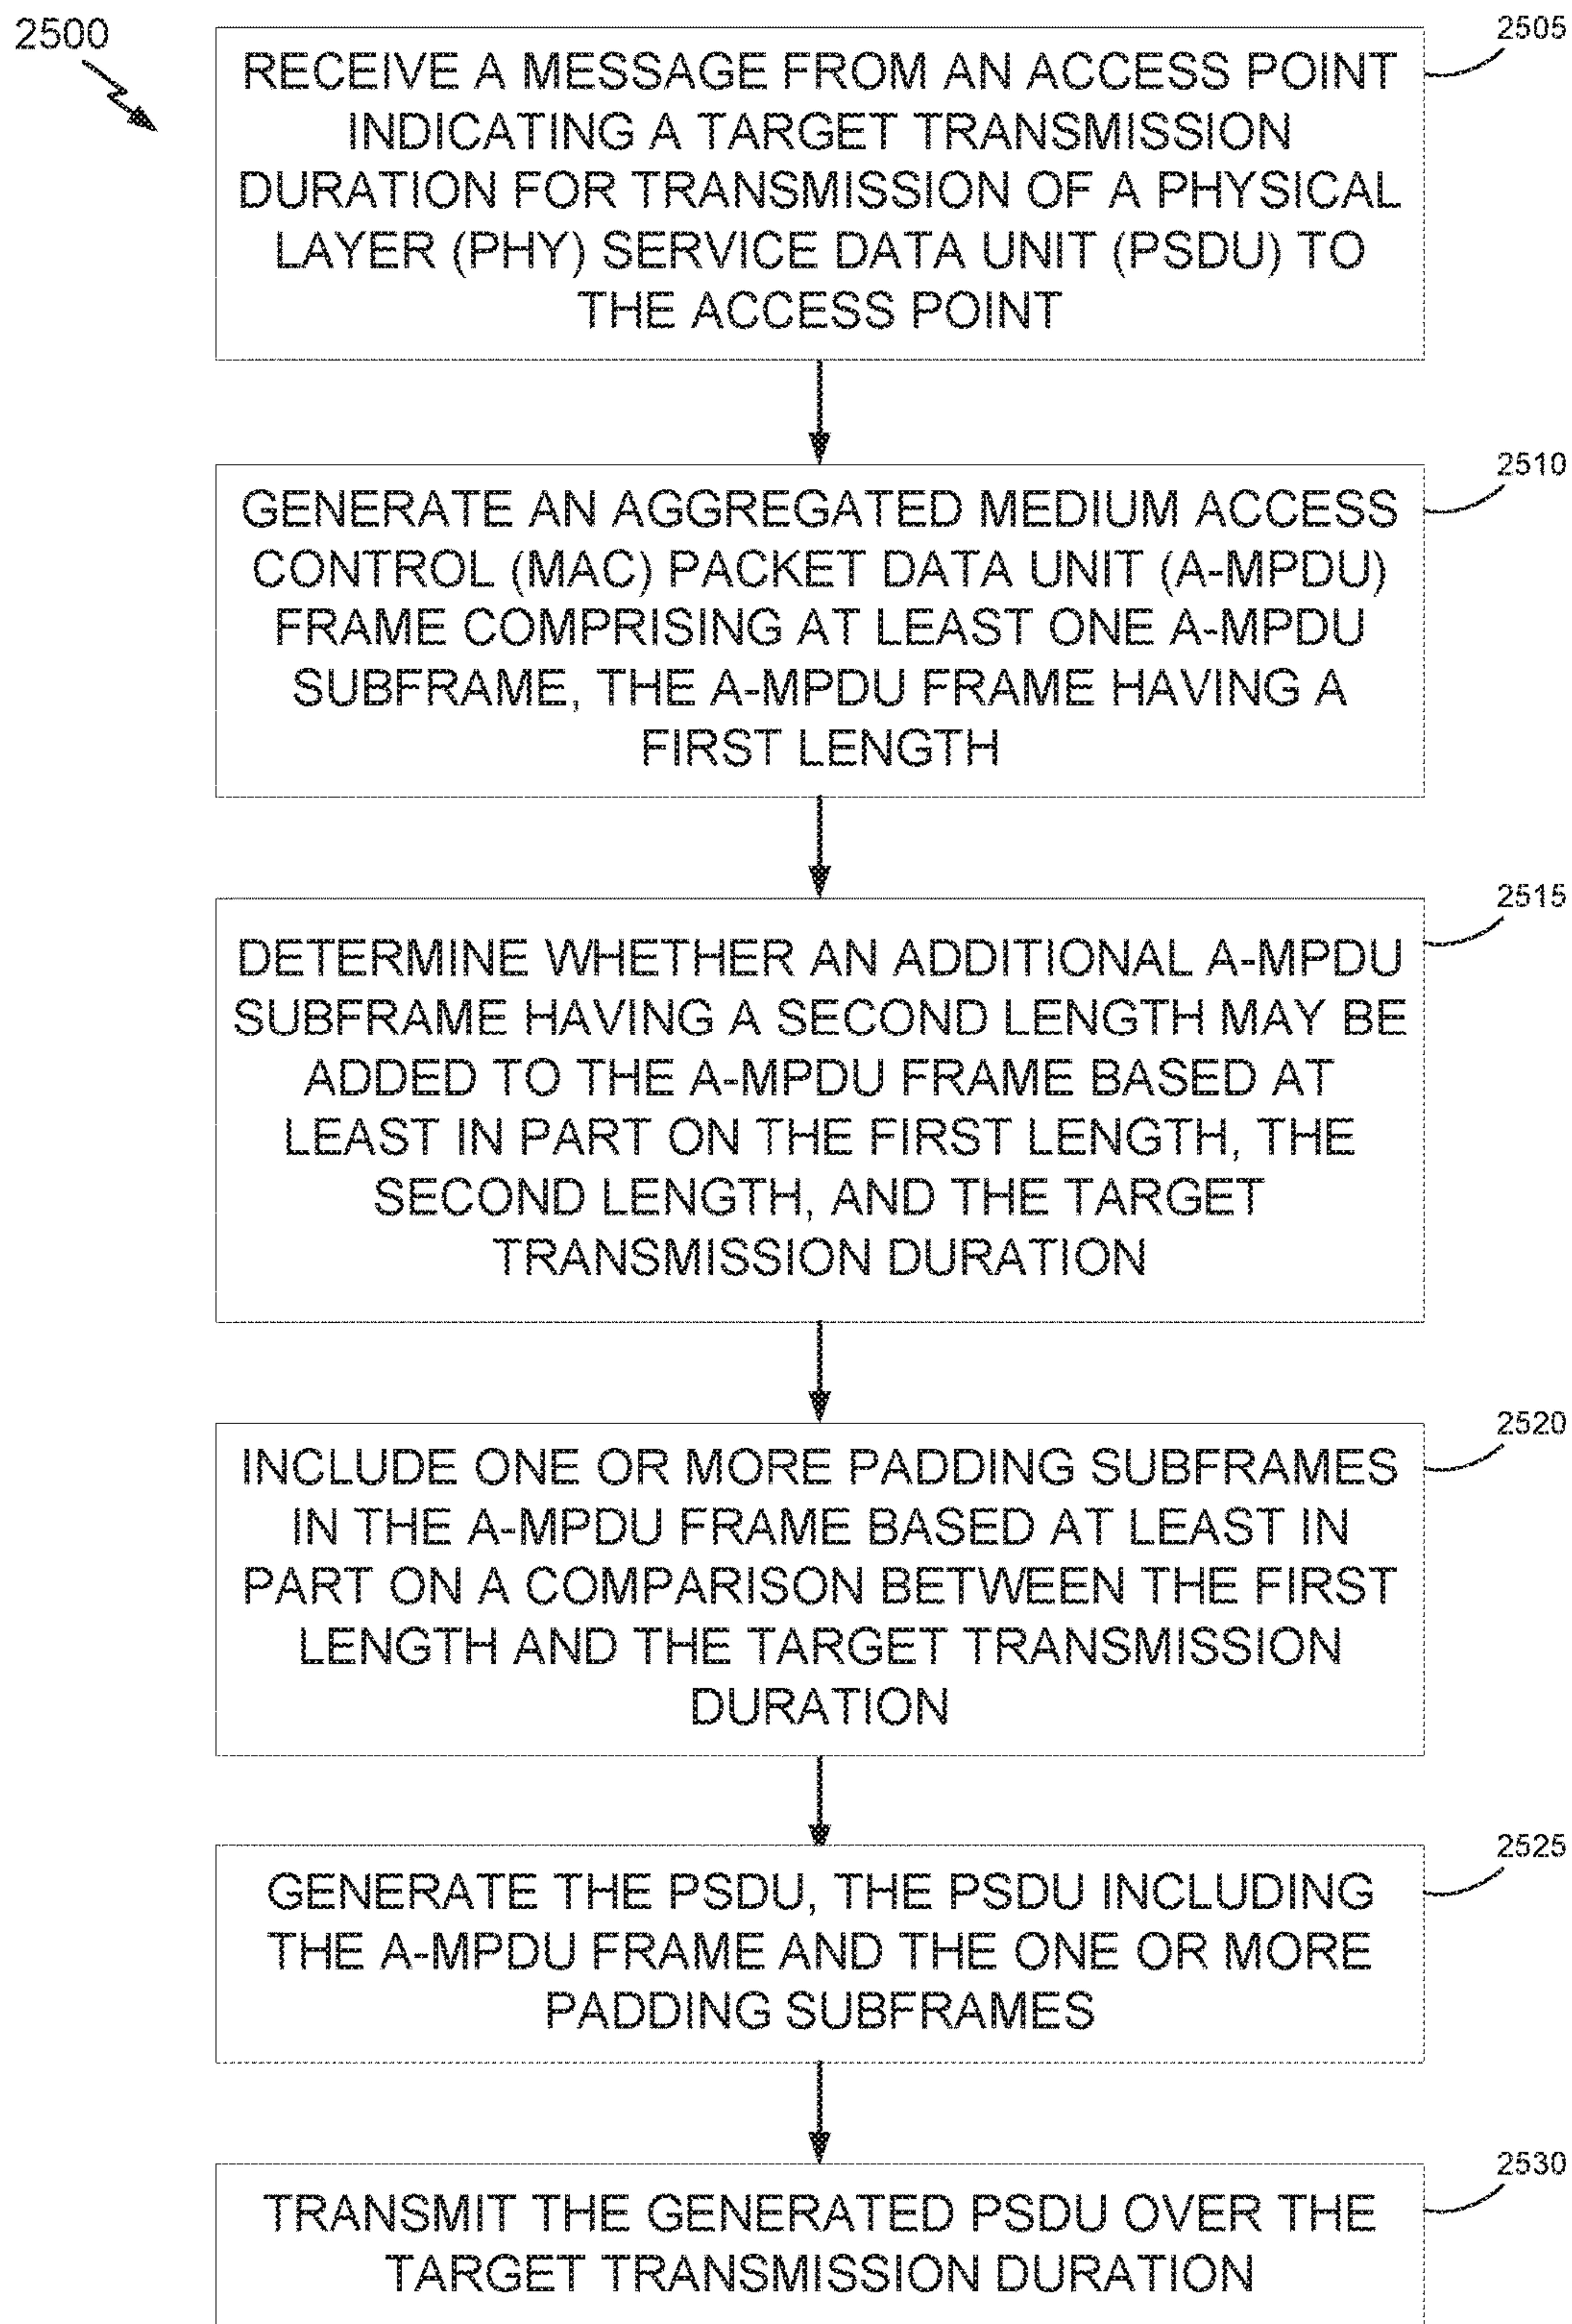 2500
2505
RECEIVE A MESSAGE FROM AN ACCESS POINT
INDICATING A TARGET TRANSMISSION
DURATION FOR TRANSMISSION OF A PHYSICAL
LAYER (PHY) SERVICE DATA UNIT (PSDU) TO
THE ACCESS POINT
2510
GENERATE AN AGGREGATED MEDIUM ACCESS
CONTROL (MAC) PACKET DATA UNIT (A-MPDU)
FRAME COMPRISING AT LEAST ONE A-MPDU
SUBFRAME, THE A-MPDU FRAME HAVING A
FIRST LENGTH
2515
DETERMINE WHETHER AN ADDITIONAL A-MPDU
SUBFRAME HAVING A SECOND LENGTH MAY BE
ADDED TO THE A-MPDU FRAME BASED AT
LEAST IN PART ON THE FIRST LENGTH, THE
SECOND LENGTH, AND THE TARGET
TRANSMISSION DURATION
2520
INCLUDE ONE OR MORE PADDING SUBFRAMES
IN THE A-MPDU FRAME BASED AT LEAST IN
PART ON A COMPARISON BETWEEN THE FIRST
LENGTH AND THE TARGET TRANSMISSION
DURATION
2525
GENERATE THE PSDU, THE PSDU INCLUDING
THE A-MPDU FRAME AND THE ONE OR MORE
PADDING SUBFRAMES
2530
TRANSMIT THE GENERATED PSDU OVER THE
TARGET TRANSMISSION DURATION